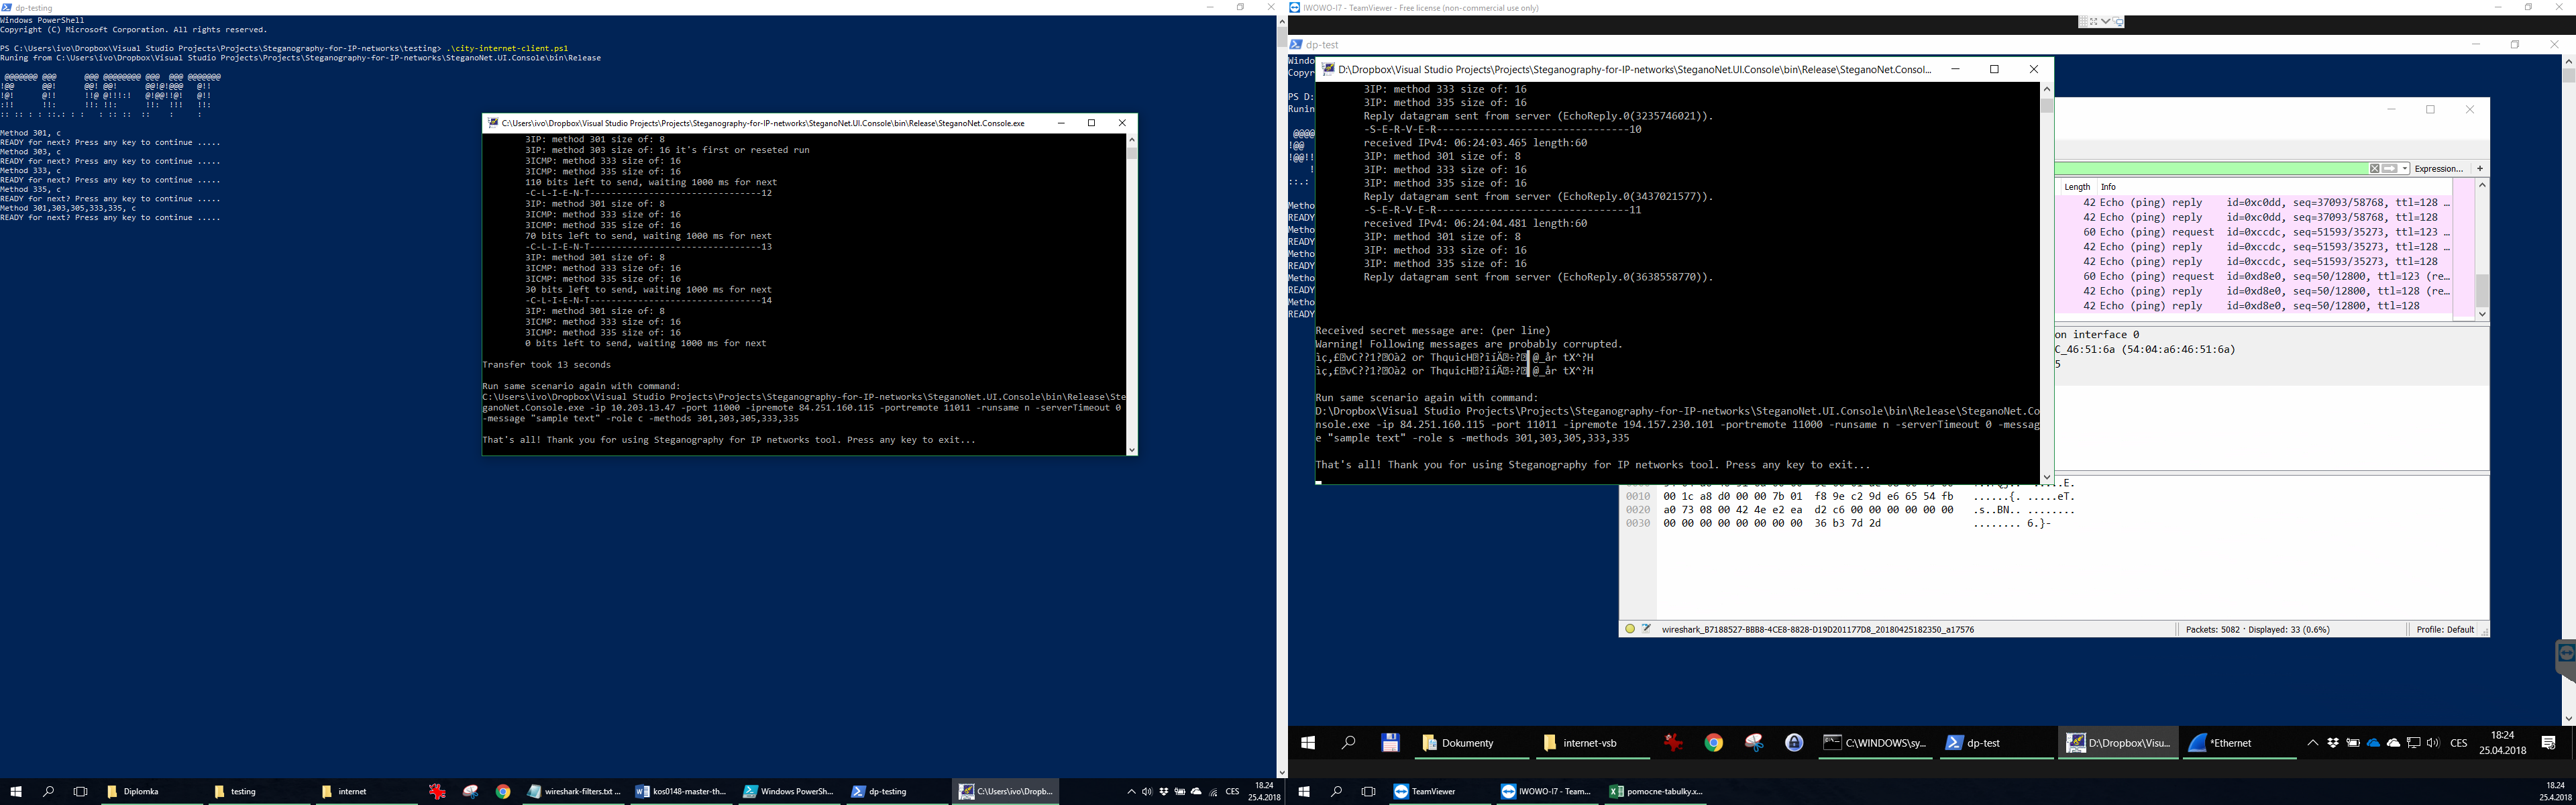 dp-testing
Windows PowerShell
Copyright (C) Microsoft Corporation. All rights reserved.
PS C:\Users\ivo\Dropbox\Visual Studio Projects\Projects\Steganography-for-IP-networks\testing> .\city-internet-client.ps1
Runing from C:\Users\ivo\Dropbox\Visual Studio Projects\Projects\Steganography-for-IP-networks\SteganoNet.UI.Console\bin\Release
Method 301, c
READY for next? Press any key to continue .....
Method 303, c
READY for next? Press any key to continue .....
Method 333, c
READY for next? Press any key to continue .....
Method 335, c
READY for next? Press any key to continue .....
Method 301,303,305,333,335, c
READY for next? Press any key to continue .....
C:\Users\ivo\Dropbox\Visual Studio Projects\Projects\Steganography-for-IP-networks\SteganoNet.UI.Console\bin\Release\SteganoNet.Console.exe
3IP: method 301 size of: 8
3IP: method 303 size of: 16 it's first or reseted run
3ICMP: method 333 size of: 16
3ICMP: method 335 size of: 16
110 bits left to send, waiting 1000 ms for next
-C-L-I-E-N-T--------------------------------12
3IP: method 301 size of: 8
3ICMP: method 333 size of: 16
3ICMP: method 335 size of: 16
70 bits left to send, waiting 1000 ms for next
-C-L-I-E-N-T--------------------------------13
3IP: method 301 size of: 8
3ICMP: method 333 size of: 16
3ICMP: method 335 size of: 16
30 bits left to send, waiting 1000 ms for next
-C-L-I-E-N-T--------------------------------14
3IP: method 301 size of: 8
3ICMP: method 333 size of: 16
3ICMP: method 335 size of: 16
0 bits left to send, waiting 1000 ms for next
Transfer took 13 seconds
Run same scenario again with command:
C:\Users\ivo\Dropbox\Visual Studio Projects\Projects\Steganography-for-IP-networks\SteganoNet.UI.Console\bin\Release\Ste
ganoNet.Console.exe -ip 10.203.13.47 -port 11000 -ipremote 84.251.160.115 -portremote 11011 -runsame n -serverTimeout 0
-message "sample text" -role c -methods 301,303,305,333,335
That's all! Thank you for using Steganography for IP networks tool. Press any key to exit...
IWOWO-I7 - TeamViewer - Free license (non-commercial use only)
dp-test
Windo
Copyr
PS D:
Runin
Metho
READY
Metho
READY
Metho
READY
Metho
READY
Metho
READY
D:\Dropbox\Visual Studio Projects\Projects\Steganography-for-IP-networks\SteganoNet.UI.Console\bin\Release\SteganoNet.Consol...
3IP: method 333 size of: 16
3IP: method 335 size of: 16
Reply datagram sent from server (EchoReply.0(3235746021)).
-S-E-R-V-E-R--------------------------------10
received IPv4: 06:24:03.465 length:60
3IP: method 301 size of: 8
3IP: method 333 size of: 16
3IP: method 335 size of: 16
Reply datagram sent from server (EchoReply.0(3437021577)).
-S-E-R-V-E-R--------------------------------11
received IPv4: 06:24:04.481 length:60
3IP: method 301 size of: 8
3IP: method 333 size of: 16
3IP: method 335 size of: 16
Reply datagram sent from server (EchoReply.0(3638558770)).
Received secret message are: (per line)
Warning! Following messages are probably corrupted.
Run same scenario again with command:
D:\Dropbox\Visual Studio Projects\Projects\Steganography-for-IP-networks\SteganoNet.UI.Console\bin\Release\SteganoNet.Co
nsole.exe -ip 84.251.160.115 -port 11011 -ipremote 194.157.230.101 -portremote 11000 -runsame n -serverTimeout 0 -messag
e "sample text" -role s -methods 301,303,305,333,335
That's all! Thank you for using Steganography for IP networks tool. Press any key to exit...
Expression... +
Length Info
42 Echo (ping) reply id=0xc0dd, seq=37093/58768, ttl=128 ...
42 Echo (ping) reply id=0xc0dd, seq=37093/58768, ttl=128
60 Echo (ping) request id=0xccdc, seq=51593/35273, ttl=123 ...
42 Echo (ping) reply id=0xccdc, seq=51593/35273, ttl=128 ...
42 Echo (ping) reply id=0xccdc, seq=51593/35273, ttl=128
60 Echo (ping) request id=0xd8e0, seq=50/12800, ttl=123 (re...
42 Echo (ping) reply id=0xd8e0, seq=50/12800, ttl=128 (re...
42 Echo (ping) reply id=0xd8e0, seq=50/12800, ttl=128
on interface 0
C_46:51:6a (54:04:a6:46:51:6a)
5
0010 00 1c a8 d0 00 00 7b 01 f8 9e c2 9d e6 65 54 fb ......{. .....eT.
0020 a0 73 08 00 42 4e e2 ea d2 c6 00 00 00 00 00 00 .s..BN.. ........
0030 00 00 00 00 00 00 00 00 36 b3 7d 2d ........ 6.}-
wireshark_B7188527-BBB8-4CE8-8828-D19D201177D8_20180425182350_a17576
Packets: 5082 · Displayed: 33 (0.6%)
Profile: Default
Dokumenty
internet-vsb
C:\WINDOWS\sy...
dp-test
D:\Dropbox\Visu...
*Ethernet
CES
18:24
25.04.2018
Diplomka
testing
internet
wireshark-filters.txt ...
kos0148-master-th...
Windows PowerSh...
dp-testing
C:\Users\ivo\Dropb...
CES
18.24
25.4.2018
TeamViewer
IWOWO-I7 - Team...
pomocne-tabulky.x...
18.24
25.4.2018